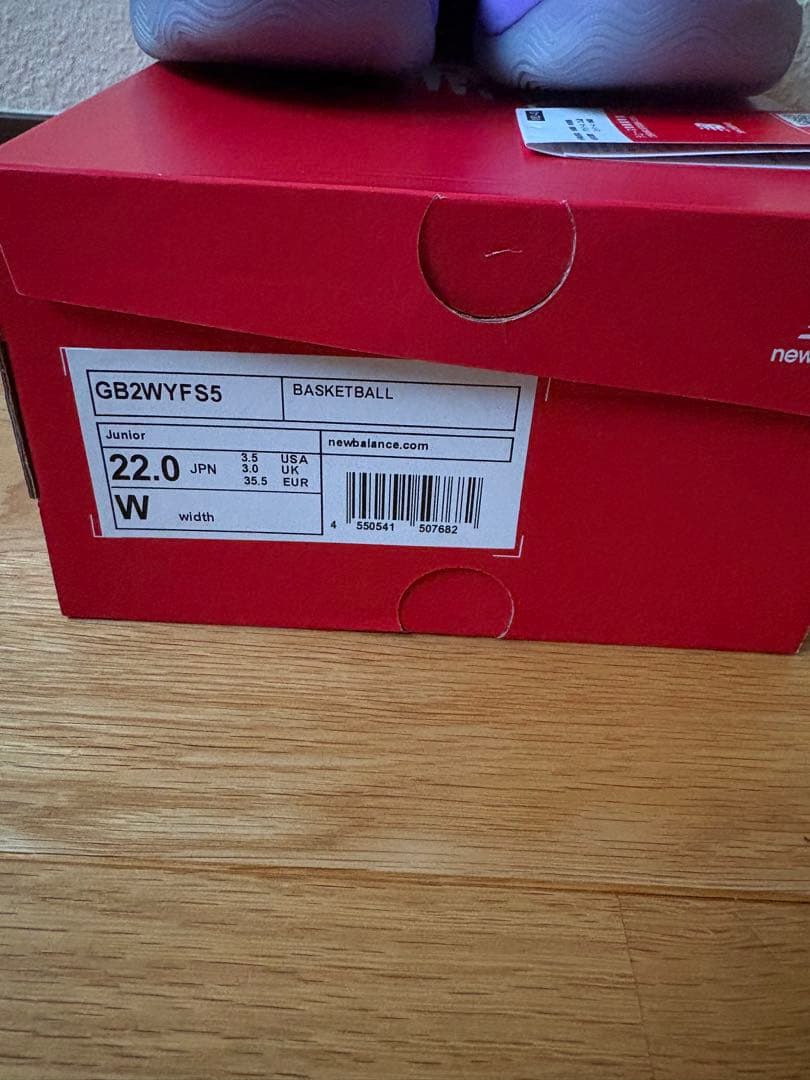 new
GB2WYFS5
BASKETBALL
Junior
newbalance.com
22.0 JPN
3.5 USA
3.0 UK
35.5 EUR
W width
4 550541 507682